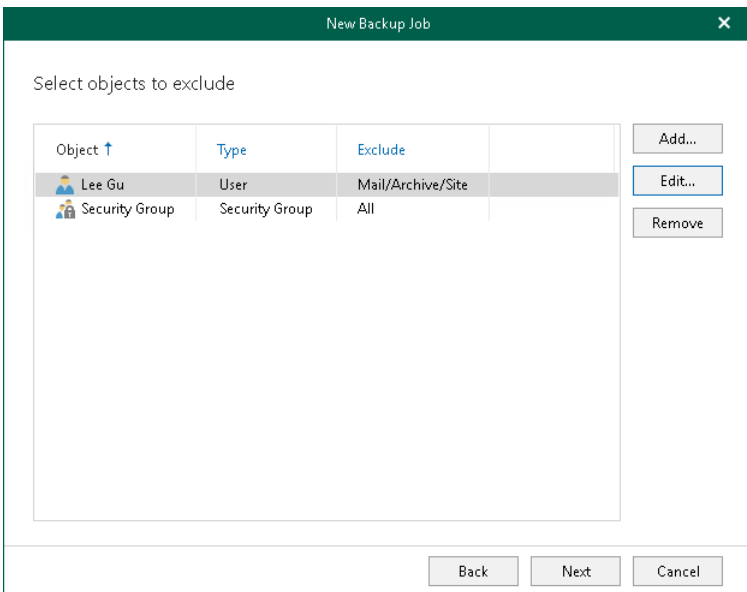 New Backup Job
Select objects to exclude
Object Type Exclude
Lee Gu User Mail/Archive/Site
Security Group Security Group All
Add...
Edit...
Remove
Back Next Cancel